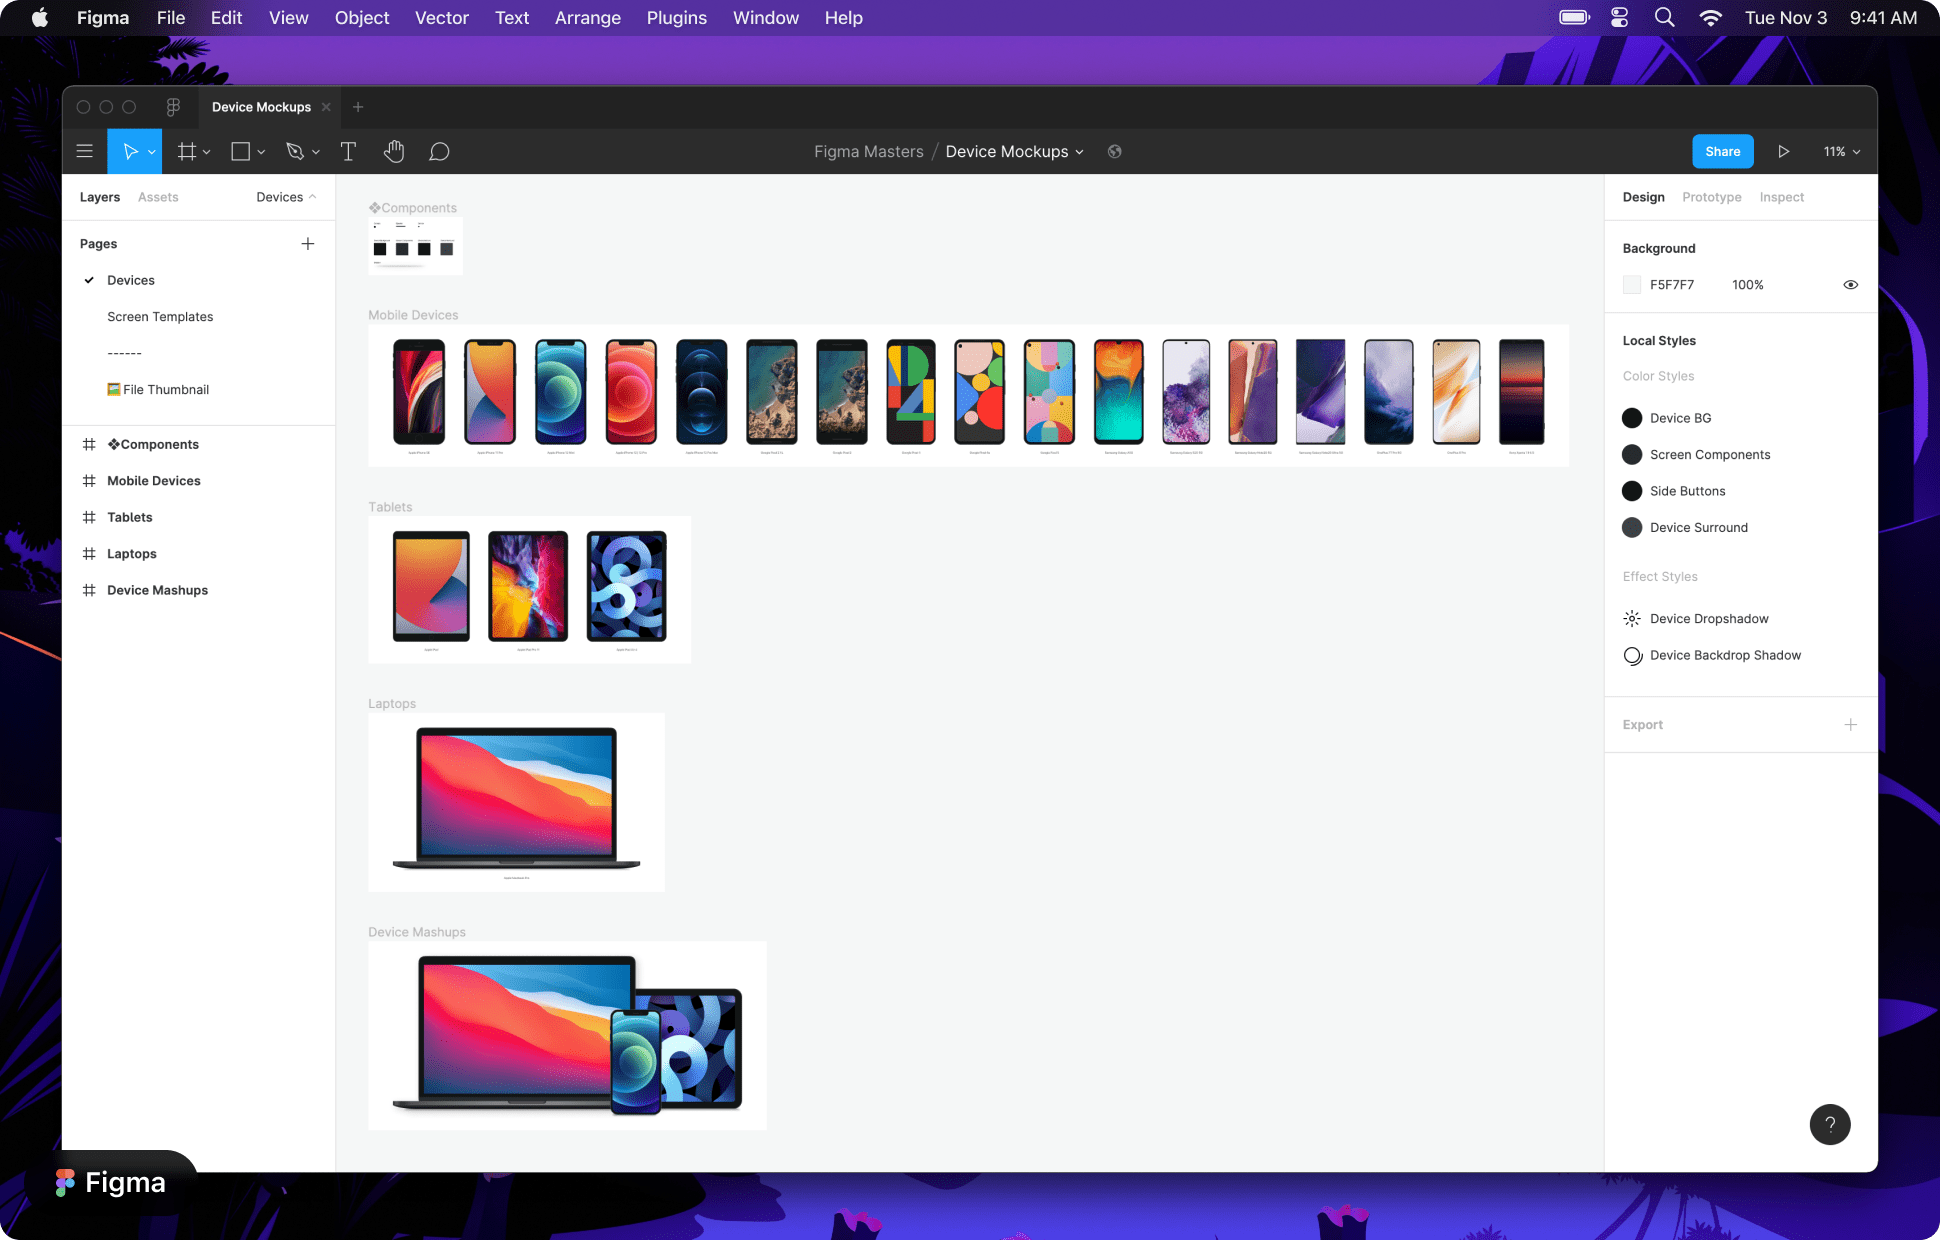 Figma File Edit View Object Vector Text Arrange Plugins Window Help Tue Nov 3 9:41 AM
Device Mockups
Figma Masters / Device Mockups
Share
11%
Layers Assets Devices
Pages
Devices
Screen Templates
------
File Thumbnail
❖Components
Mobile Devices
Tablets
Laptops
Device Mashups
❖Components
Mobile Devices
Tablets
Laptops
Device Mashups
Design Prototype Inspect
Background
F5F7F7 100%
Local Styles
Color Styles
Device BG
Screen Components
Side Buttons
Device Surround
Effect Styles
Device Dropshadow
Device Backdrop Shadow
Export
?
Figma